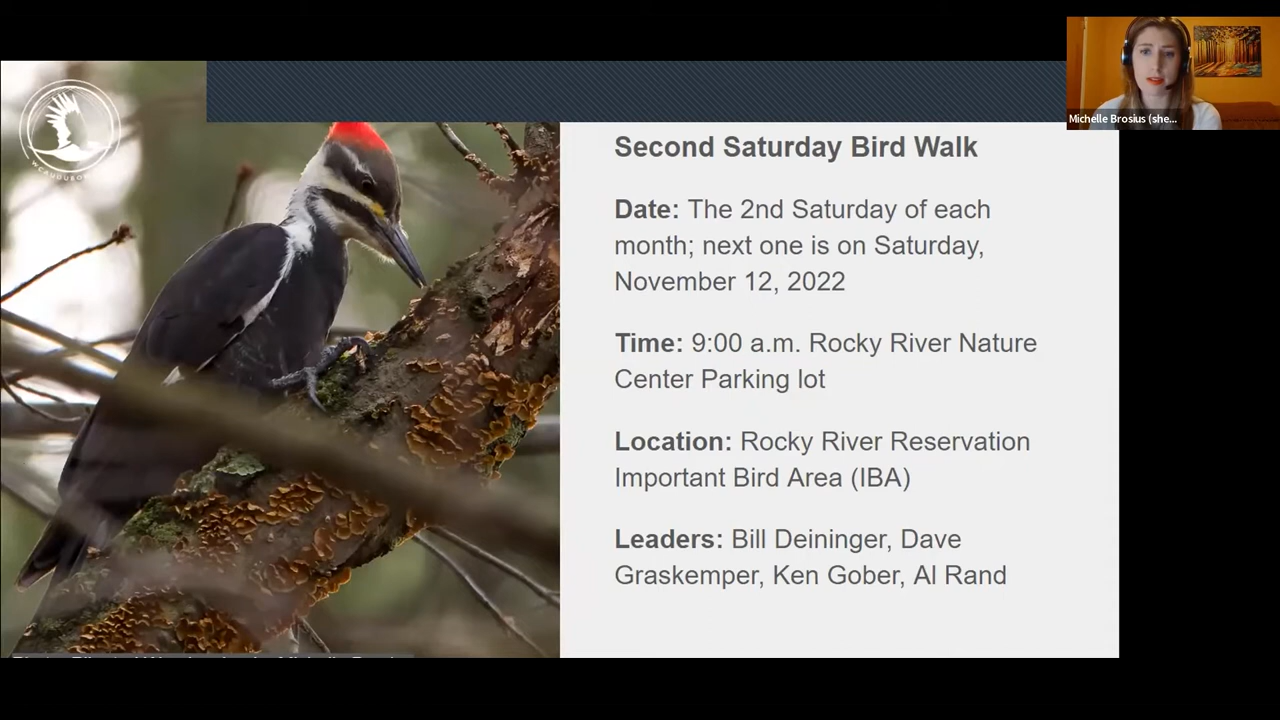 Michelle Brosius (she...
WCAUDUBON
Second Saturday Bird Walk
Date: The 2nd Saturday of each
month; next one is on Saturday,
November 12, 2022
Time: 9:00 a.m. Rocky River Nature
Center Parking lot
Location: Rocky River Reservation
Important Bird Area (IBA)
Leaders: Bill Deininger, Dave
Graskemper, Ken Gober, Al Rand